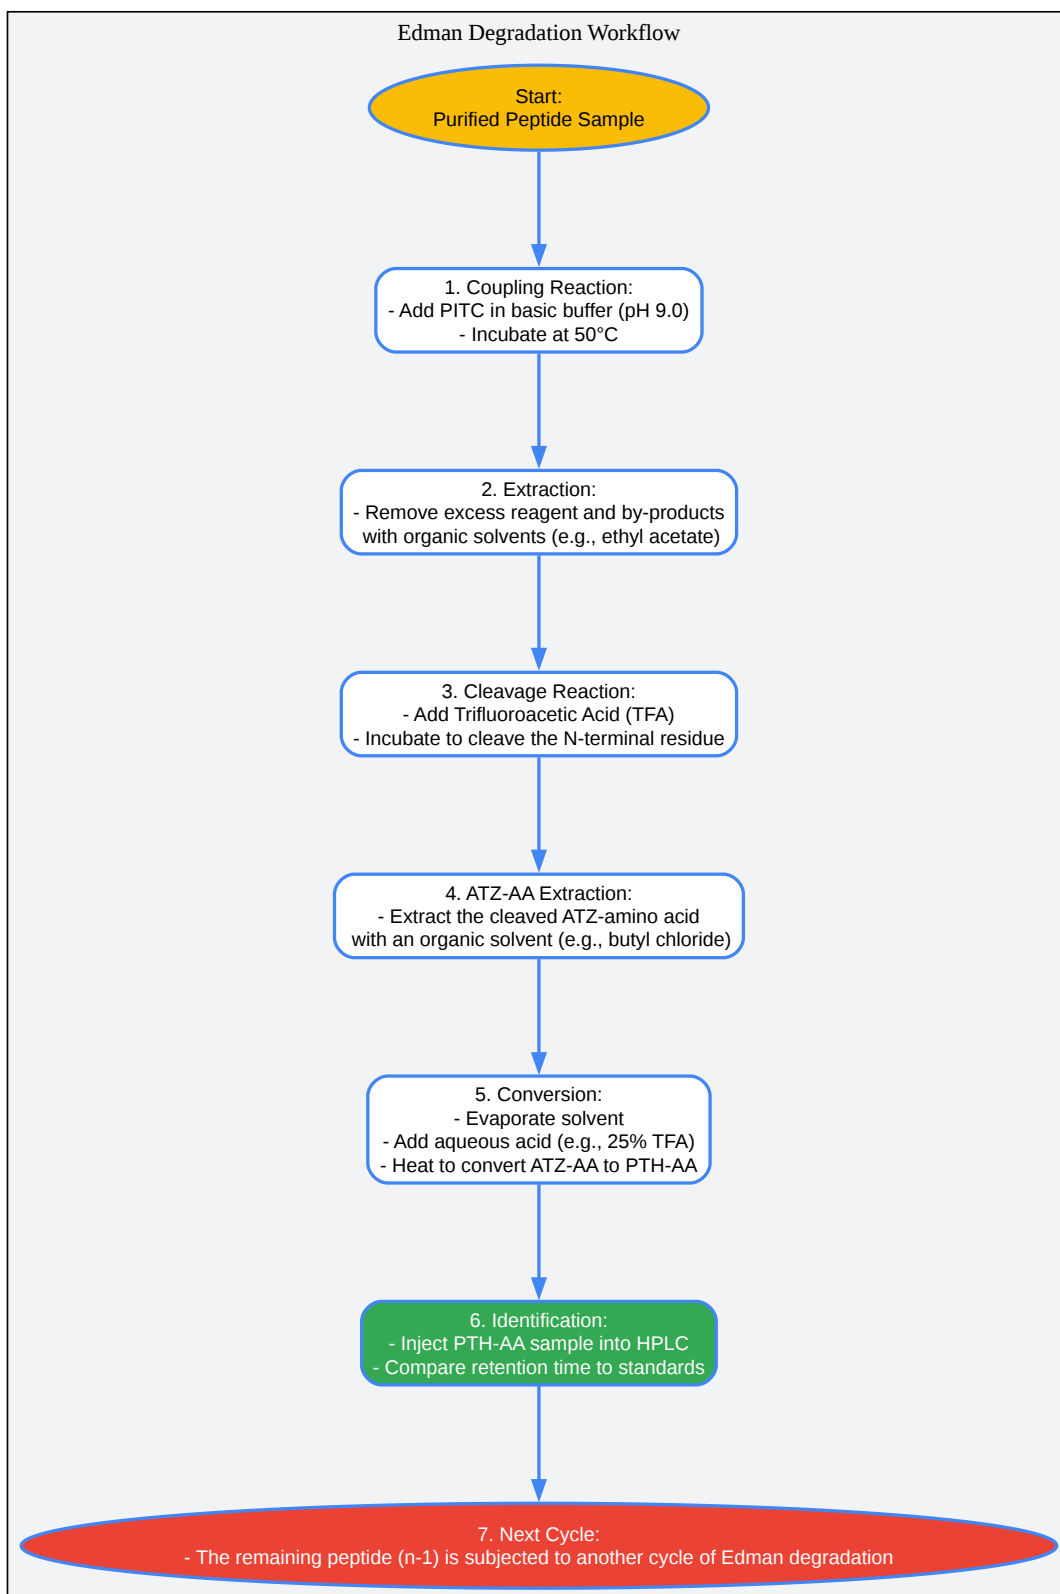 Edman Degradation Workflow
Start:
Purified Peptide Sample
1. Coupling Reaction:
- Add PITC in basic buffer (pH 9.0)
- Incubate at 50°C
2. Extraction:
- Remove excess reagent and by-products
with organic solvents (e.g., ethyl acetate)
3. Cleavage Reaction:
- Add Trifluoroacetic Acid (TFA)
- Incubate to cleave the N-terminal residue
4. ATZ-AA Extraction:
- Extract the cleaved ATZ-amino acid
with an organic solvent (e.g., butyl chloride)
5. Conversion:
- Evaporate solvent
- Add aqueous acid (e.g., 25% TFA)
- Heat to convert ATZ-AA to PTH-AA
6. Identification:
- Inject PTH-AA sample into HPLC
- Compare retention time to standards
7. Next Cycle:
- The remaining peptide (n-1) is subjected to another cycle of Edman degradation